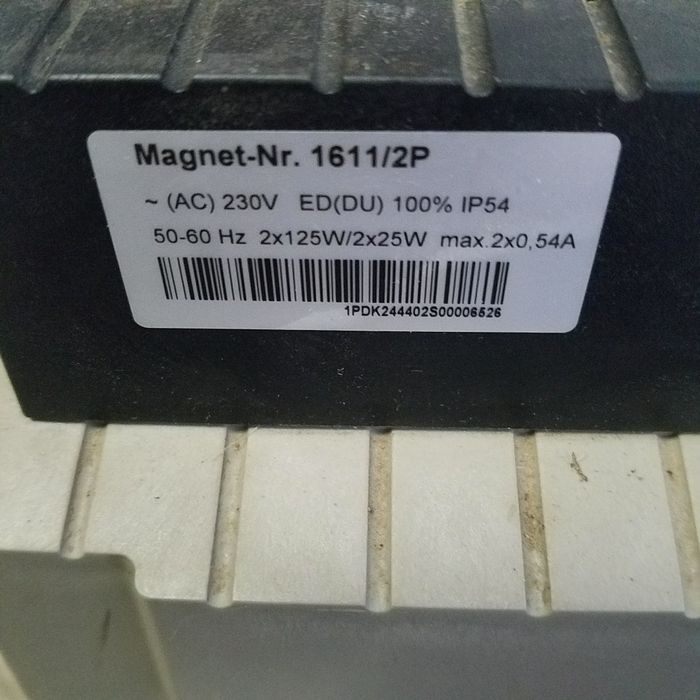 Magnet-Nr. 1611/2P
~ (AC) 230V ED(DU) 100% IP54
50-60 Hz 2x125W/2x25W max.2x0,54A
1PDK244402S00006526